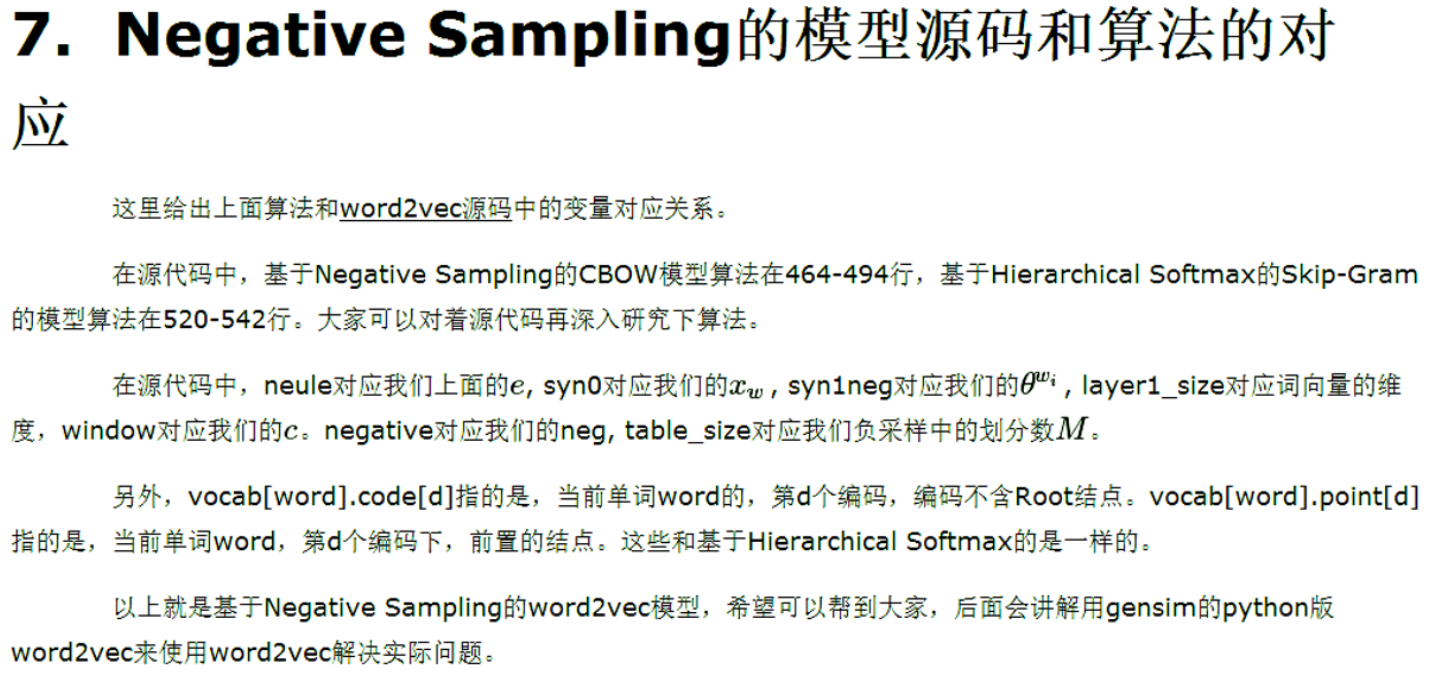 7. Negative Sampling的模型源码和算法的对
应
这里给出上面算法和word2vec源码中的变量对应关系。
在源代码中，基于Negative Sampling的CBOW模型算法在464-494行，基于Hierarchical Softmax的Skip-Gram
的模型算法在520-542行。大家可以对着源代码再深入研究下算法。
在源代码中，neule对应我们上面的e, syn0对应我们的x_w , syn1neg对应我们的θ^{w_i} , layer1_size对应词向量的维
度，window对应我们的c。negative对应我们的neg, table_size对应我们负采样中的划分数M。
另外，vocab[word].code[d]指的是，当前单词word的，第d个编码，编码不含Root结点。vocab[word].point[d]
指的是，当前单词word，第d个编码下，前置的结点。这些和基于Hierarchical Softmax的是一样的。
以上就是基于Negative Sampling的word2vec模型，希望可以帮到大家，后面会讲解用gensim的python版
word2vec来使用word2vec解决实际问题。